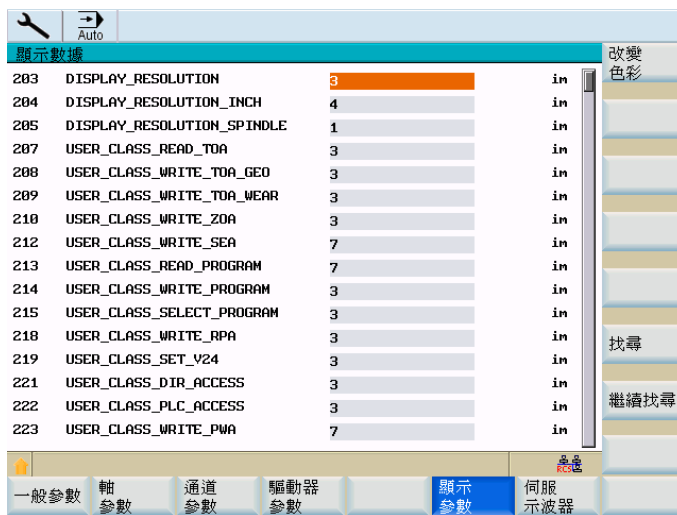 Auto
顯示數據
改變
色彩
203 DISPLAY_RESOLUTION 3 im
204 DISPLAY_RESOLUTION_INCH 4 im
205 DISPLAY_RESOLUTION_SPINDLE 1 im
207 USER_CLASS_READ_TOA 3 im
208 USER_CLASS_WRITE_TOA_GEO 3 im
209 USER_CLASS_WRITE_TOA_WEAR 3 im
210 USER_CLASS_WRITE_ZOA 3 im
212 USER_CLASS_WRITE_SEA 7 im
213 USER_CLASS_READ_PROGRAM 7 im
214 USER_CLASS_WRITE_PROGRAM 3 im
215 USER_CLASS_SELECT_PROGRAM 3 im
218 USER_CLASS_WRITE_RPA 3 im
219 USER_CLASS_SET_V24 3 im
221 USER_CLASS_DIR_ACCESS 3 im
222 USER_CLASS_PLC_ACCESS 3 im
223 USER_CLASS_WRITE_PWA 7 im
找尋
繼續找尋
RCS
一般參數
軸
參數
通道
參數
驅動器
參數
顯示
參數
伺服
示波器